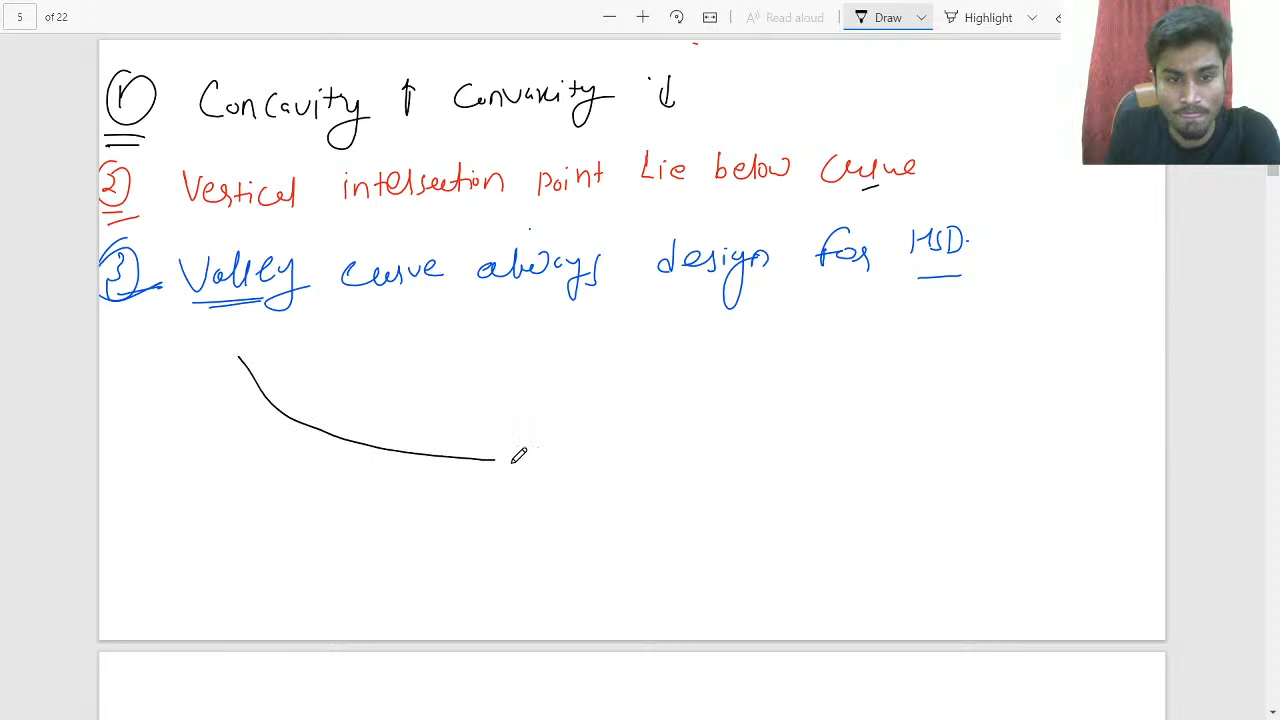 5 of 22 Read aloud Draw Highlight
① Concavity ↑ Convaxity ↓
② Vertical intersection point Lie below curve
③ Valley curve always design for HSD.